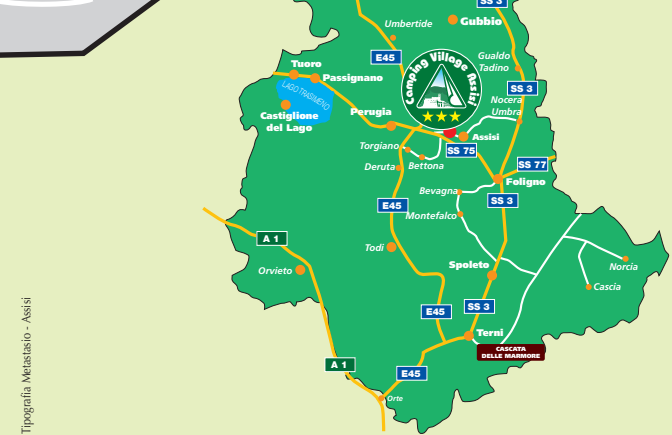 SS 3
Umbertide
Gubbio
E45
Gualdo
Tadino
Camping Village Assisi
Tuoro
Passignano
LAGO TRASIMENO
SS 3
Nocera
Umbra
Castiglione
del Lago
Perugia
Assisi
Torgiano
SS 75
Deruta
Bettona
SS 77
Foligno
Bevagna
SS 3
E45
Montefalco
A 1
Todi
Orvieto
Spoleto
Norcia
Cascia
SS 3
E45
Terni
CASCATA
DELLE MARMORE
A 1
E45
Orte
Tipografia Metastasio - Assisi